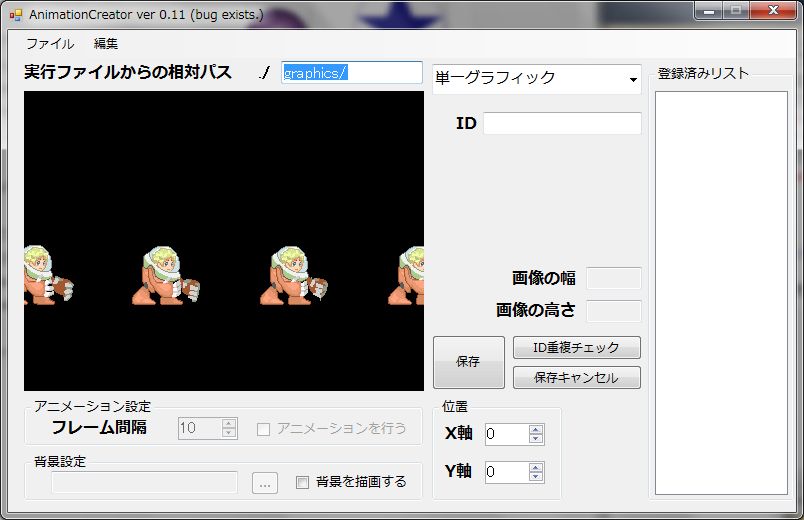 AnimationCreator ver 0.11 (bug exists.)
ファイル 編集
実行ファイルからの相対パス ./ graphics/
単一グラフィック
登録済みリスト
ID
画像の幅
画像の高さ
保存
ID重複チェック
保存キャンセル
アニメーション設定
フレーム間隔 10 アニメーションを行う
背景設定
... 背景を描画する
位置
X軸 0
Y軸 0